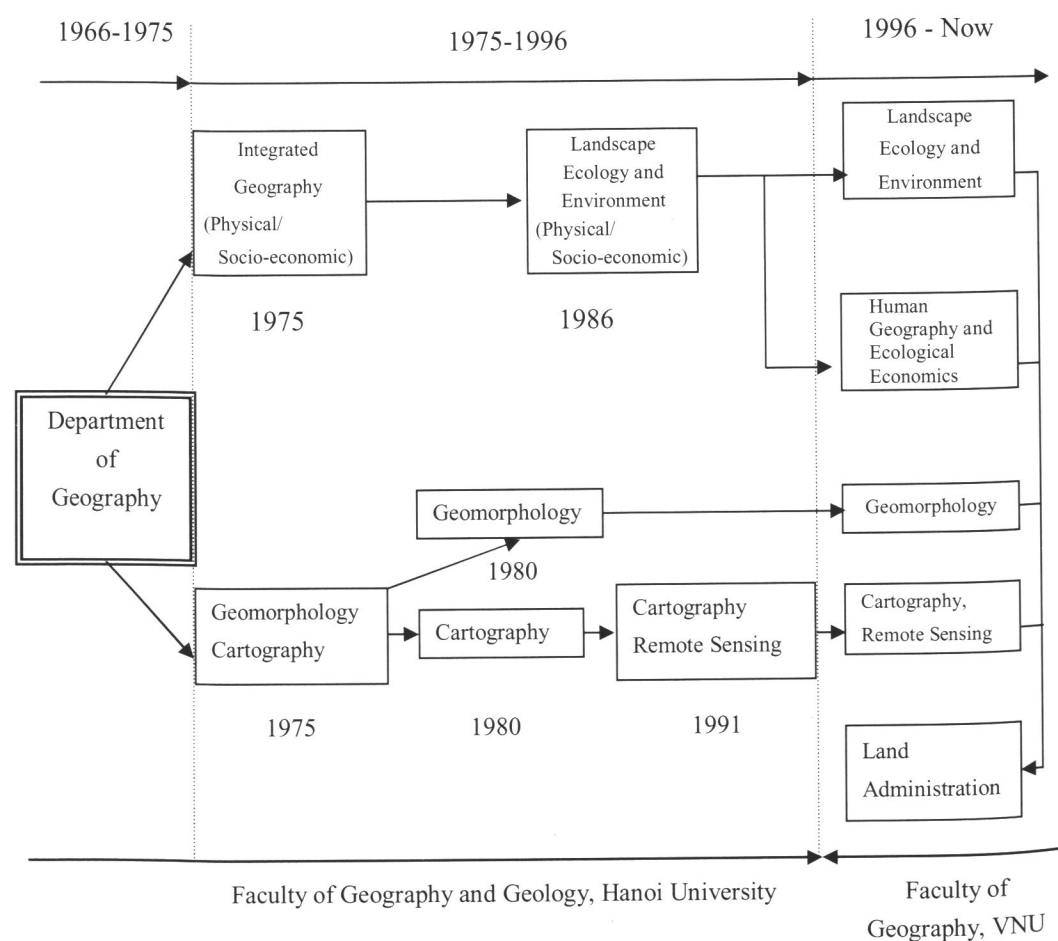 1966-1975
1975-1996
1996 - Now
Integrated
Geography
(Physical/
Socio-economic)
1975
Landscape
Ecology and
Environment
(Physical/
Socio-economic)
1986
Landscape
Ecology and
Environment
Human
Geography and
Ecological
Economics
Department
of
Geography
Geomorphology
1980
Geomorphology
Geomorphology
Cartography
1975
Cartography
1980
Cartography
Remote Sensing
1991
Cartography,
Remote Sensing
Land
Administration
Faculty of Geography and Geology, Hanoi University
Faculty of
Geography, VNU